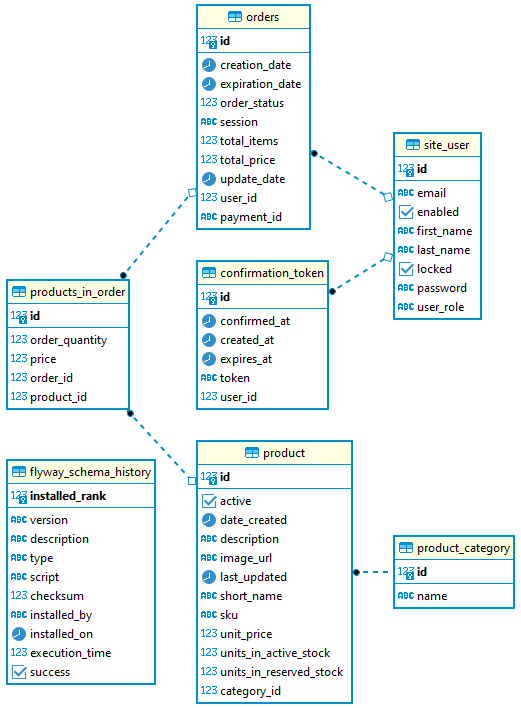 orders
123 id
creation_date
expiration_date
123 order_status
ABC session
123 total_items
123 total_price
update_date
123 user_id
ABC payment_id
site_user
123 id
ABC email
enabled
ABC first_name
ABC last_name
locked
ABC password
ABC user_role
products_in_order
123 id
123 order_quantity
123 price
123 order_id
123 product_id
confirmation_token
123 id
confirmed_at
created_at
expires_at
ABC token
123 user_id
flyway_schema_history
123 installed_rank
ABC version
ABC description
ABC type
ABC script
123 checksum
ABC installed_by
installed_on
123 execution_time
success
product
123 id
active
date_created
ABC description
ABC image_url
last_updated
ABC short_name
ABC sku
123 unit_price
123 units_in_active_stock
123 units_in_reserved_stock
123 category_id
product_category
123 id
ABC name